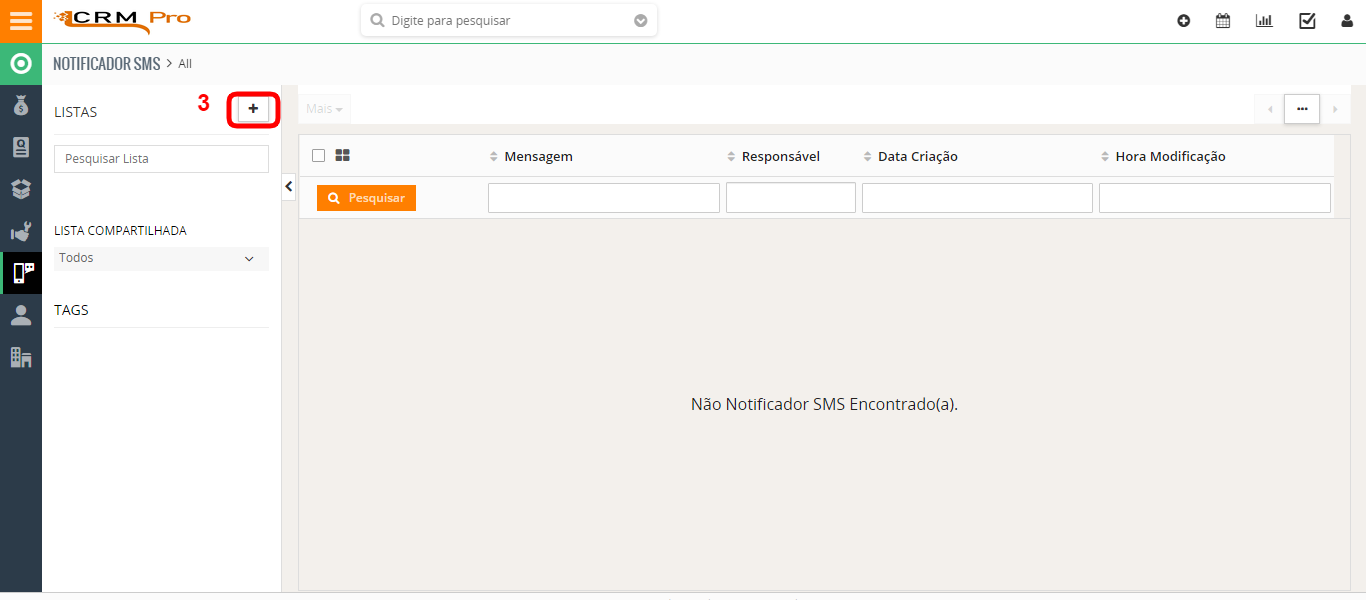 CRM Pro
Digite para pesquisar
NOTIFICADOR SMS > All
LISTAS
3
+
Mais
Pesquisar Lista
Mensagem
Responsável
Data Criação
Hora Modificação
Pesquisar
LISTA COMPARTILHADA
Todos
TAGS
Não Notificador SMS Encontrado(a).